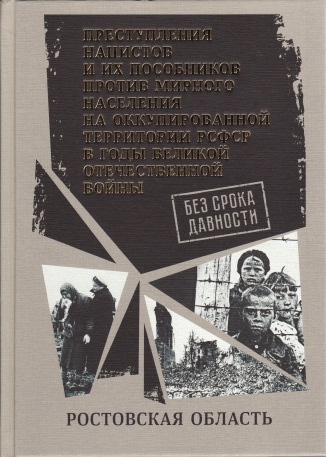 ПРЕСТУПЛЕНИЯ
НАЦИСТОВ
И ИХ ПОСОБНИКОВ
ПРОТИВ МИРНОГО
НАСЕЛЕНИЯ
НА ОККУПИРОВАННОЙ
ТЕРРИТОРИИ РСФСР
В ГОДЫ ВЕЛИКОЙ
ОТЕЧЕСТВЕННОЙ
ВОЙНЫ
БЕЗ СРОКА
ДАВНОСТИ
РОСТОВСКАЯ ОБЛАСТЬ